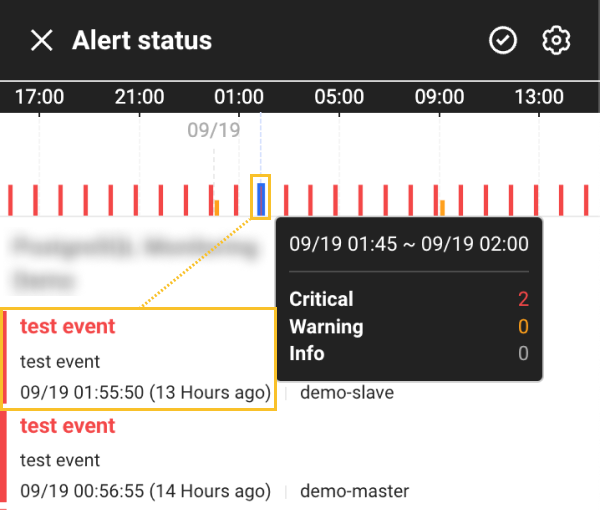 Alert status
17:00 21:00 01:00 05:00 09:00 13:00
09/19
09/19 01:45 ~ 09/19 02:00
Critical 2
Warning 0
Info 0
test event
test event
09/19 01:55:50 (13 Hours ago) demo-slave
test event
test event
09/19 00:56:55 (14 Hours ago) demo-master